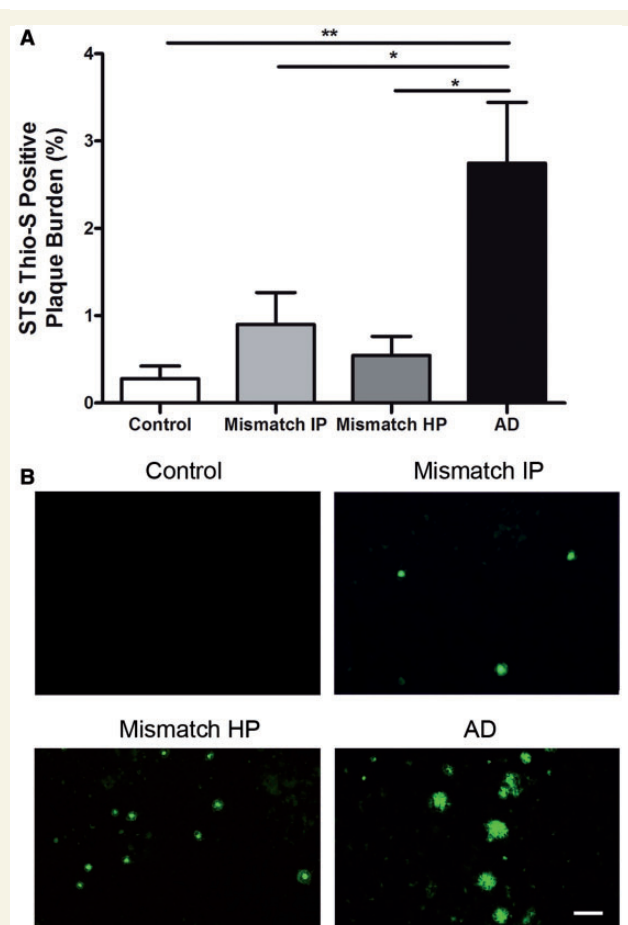 A
**
*
*
STS Thio-S Positive
Plaque Burden (%)
4
3
2
1
0
Control Mismatch IP Mismatch HP AD
B
Control Mismatch IP
Mismatch HP AD